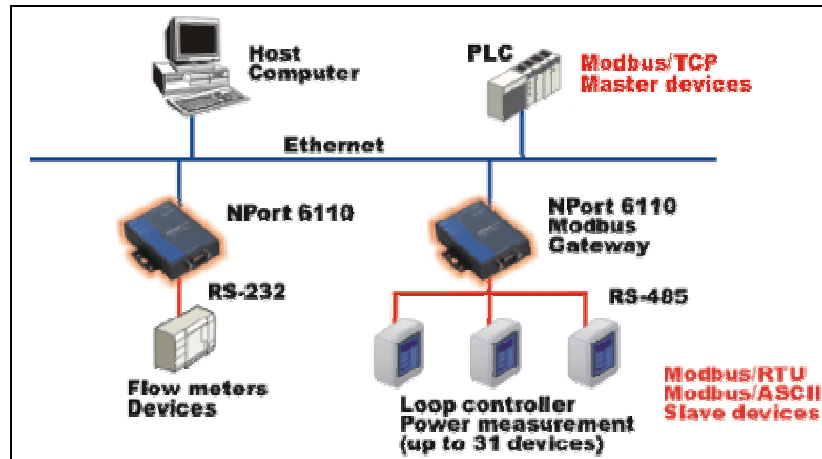 Host
Computer
PLC
Modbus/TCP
Master devices
Ethernet
NPort 6110
NPort 6110
Modbus
Gateway
RS-232
RS-485
Flow meters
Devices
Loop controller
Power measurement
(up to 31 devices)
Modbus/RTU
Modbus/ASCII
Slave devices